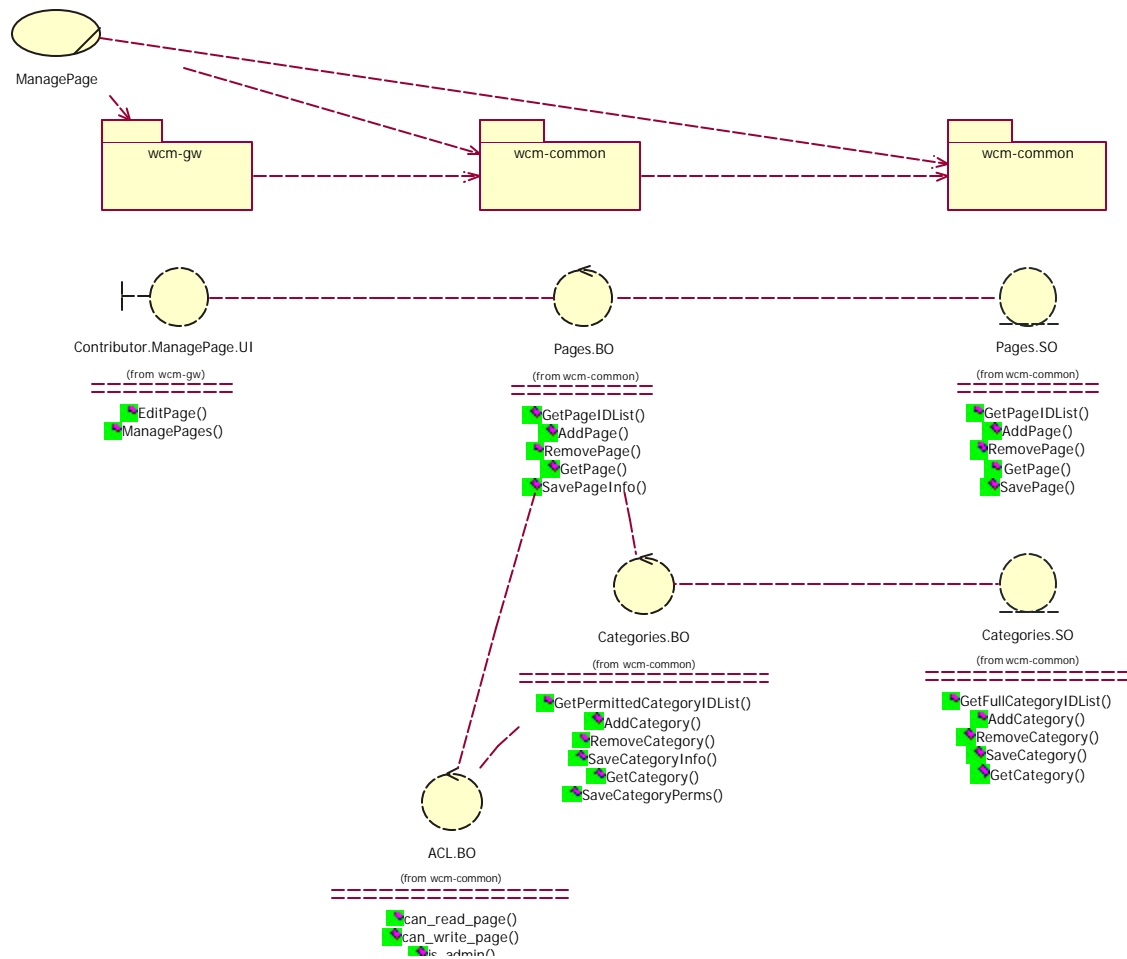 ManagePage
wcm-gw
wcm-common
wcm-common
Contributor.ManagePage.UI
(from wcm-gw)
EditPage()
ManagePages()
Pages.BO
(from wcm-common)
GetPageIDList()
AddPage()
RemovePage()
GetPage()
SavePageInfo()
Pages.SO
(from wcm-common)
GetPageIDList()
AddPage()
RemovePage()
GetPage()
SavePage()
Categories.BO
(from wcm-common)
GetPermittedCategoryIDList()
AddCategory()
RemoveCategory()
SaveCategoryInfo()
GetCategory()
SaveCategoryPerms()
Categories.SO
(from wcm-common)
GetFullCategoryIDList()
AddCategory()
RemoveCategory()
SaveCategory()
GetCategory()
ACL.BO
(from wcm-common)
can_read_page()
can_write_page()
is_admin()